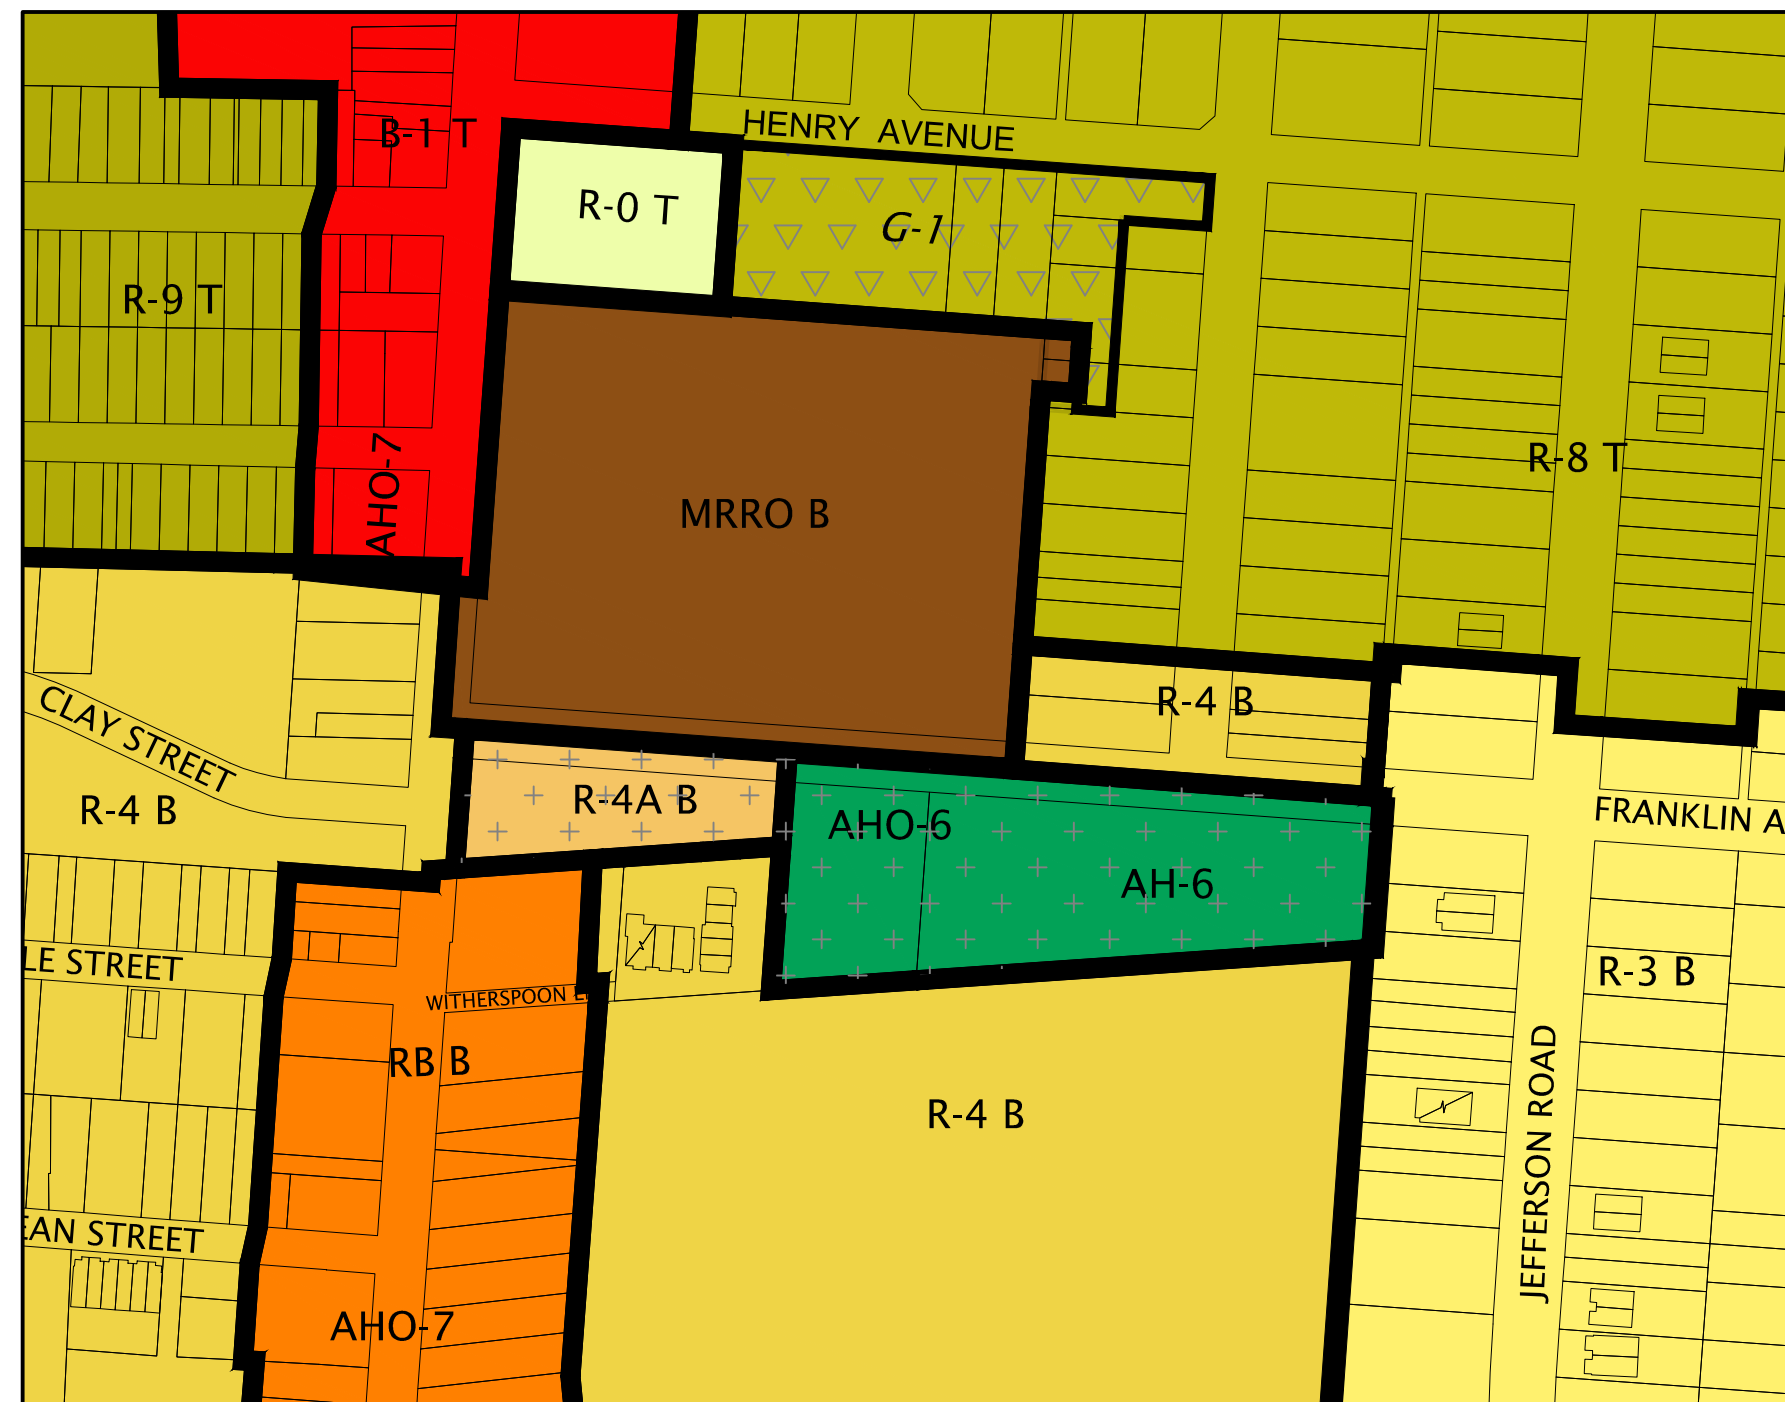 HENRY AVENUE
B-1 T
R-0 T
G-1
R-9 T
R-8 T
AHO-7
MRRO B
R-4 B
CLAY STREET
R-4A B
R-4 B
AHO-6
FRANKLIN A
AH-6
LE STREET
R-3 B
WITHERSPOON
RB B
R-4 B
JEFFERSON ROAD
EAN STREET
AHO-7